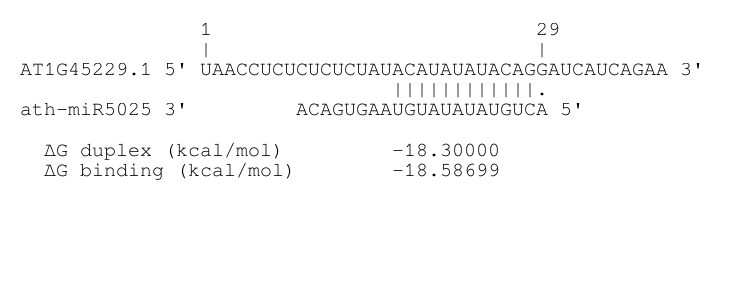 1 29
| |
AT1G45229.1 5' UAACCUCUCUCUCUAUACAUAUAUACAGGAUCAUCAGAA 3'
||||||||||||.
ath-miR5025 3' ACAGUGAAUGUAUAUAUGUCA 5'
ΔG duplex (kcal/mol) -18.30000
ΔG binding (kcal/mol) -18.58699